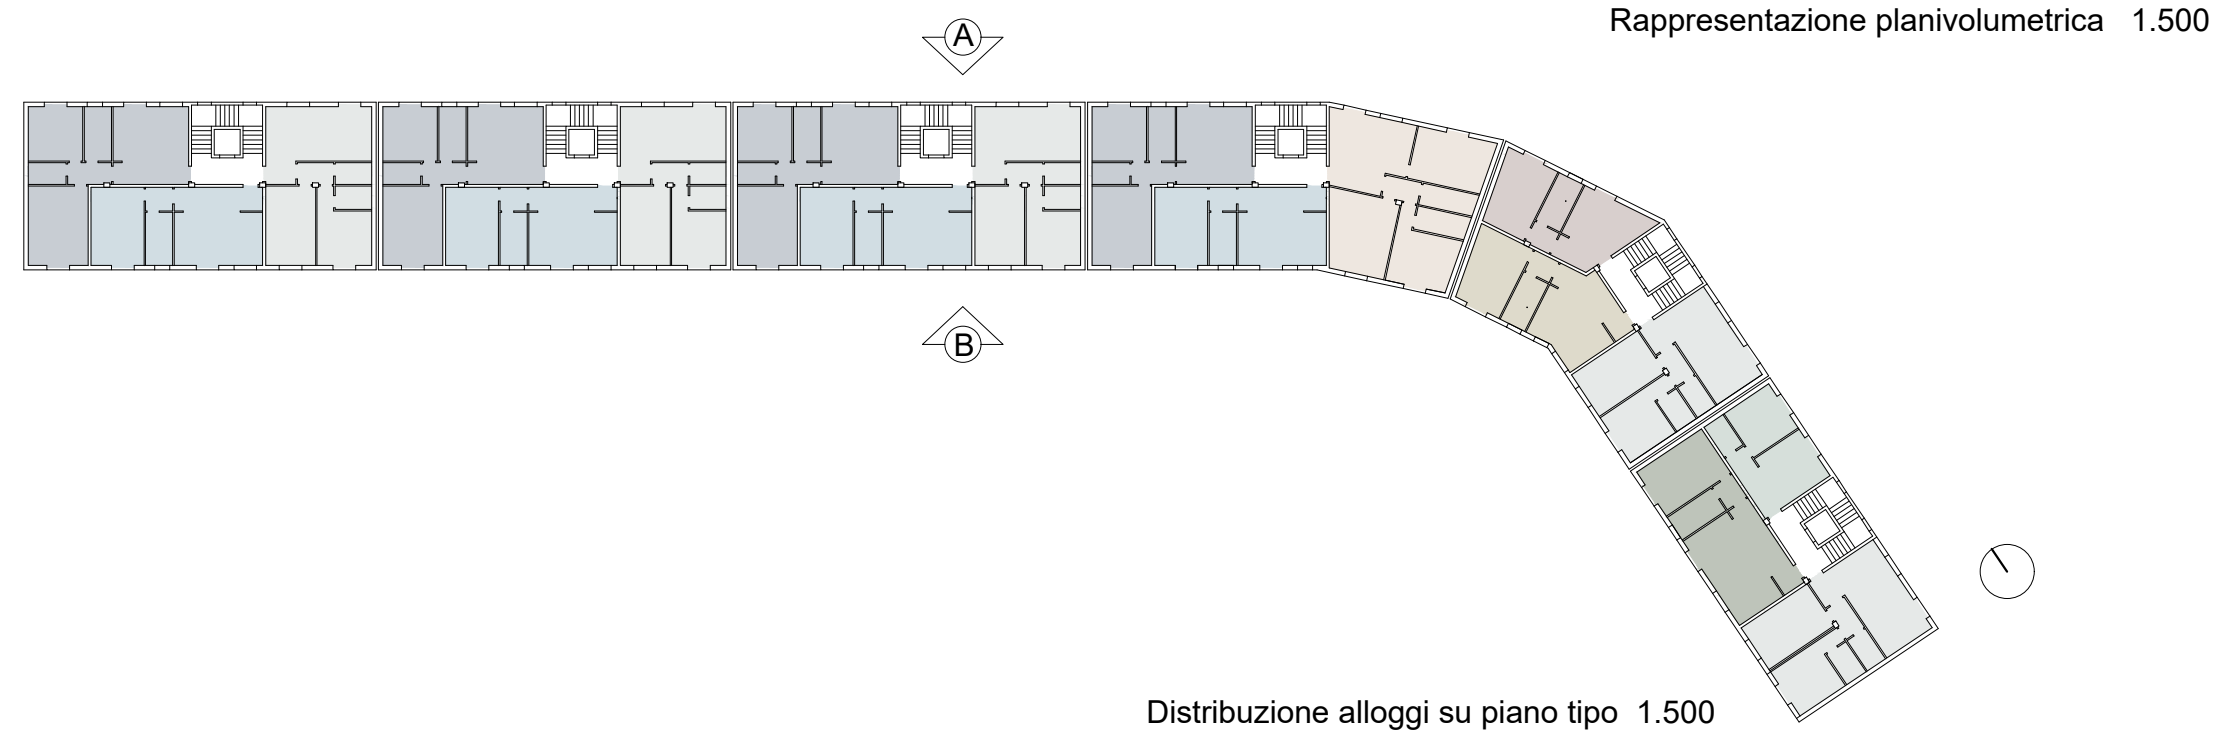 Rappresentazione planivolumetrica 1.500
A
B
Distribuzione alloggi su piano tipo 1.500